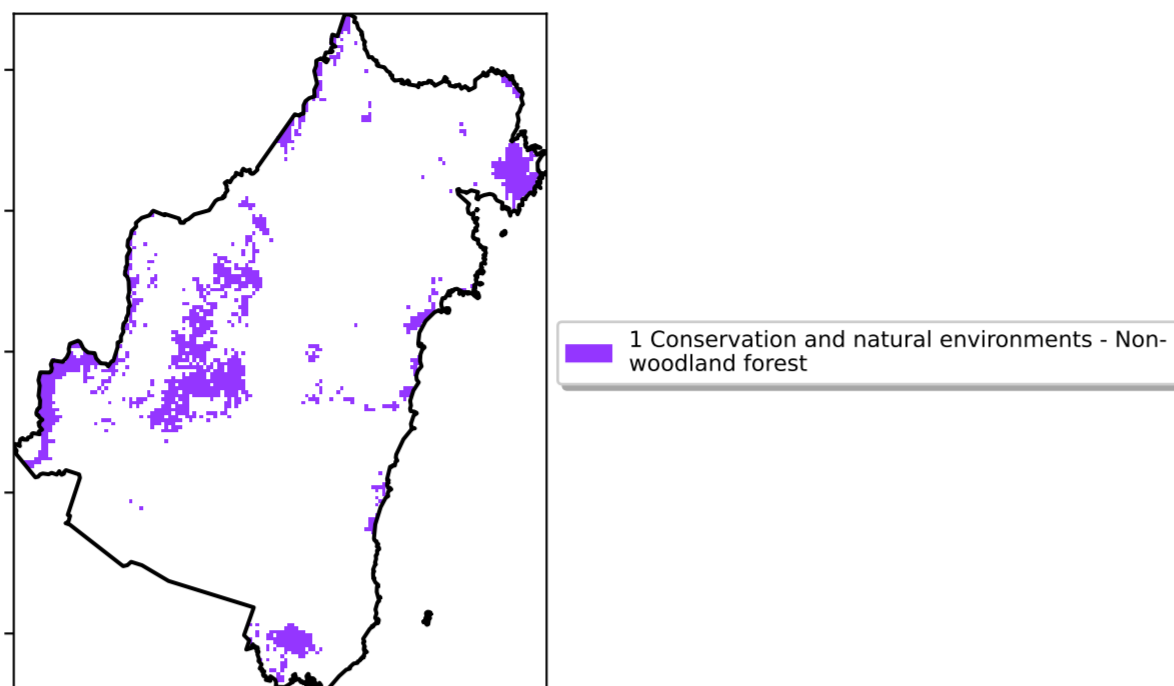 1 Conservation and natural environments - Non-
woodland forest